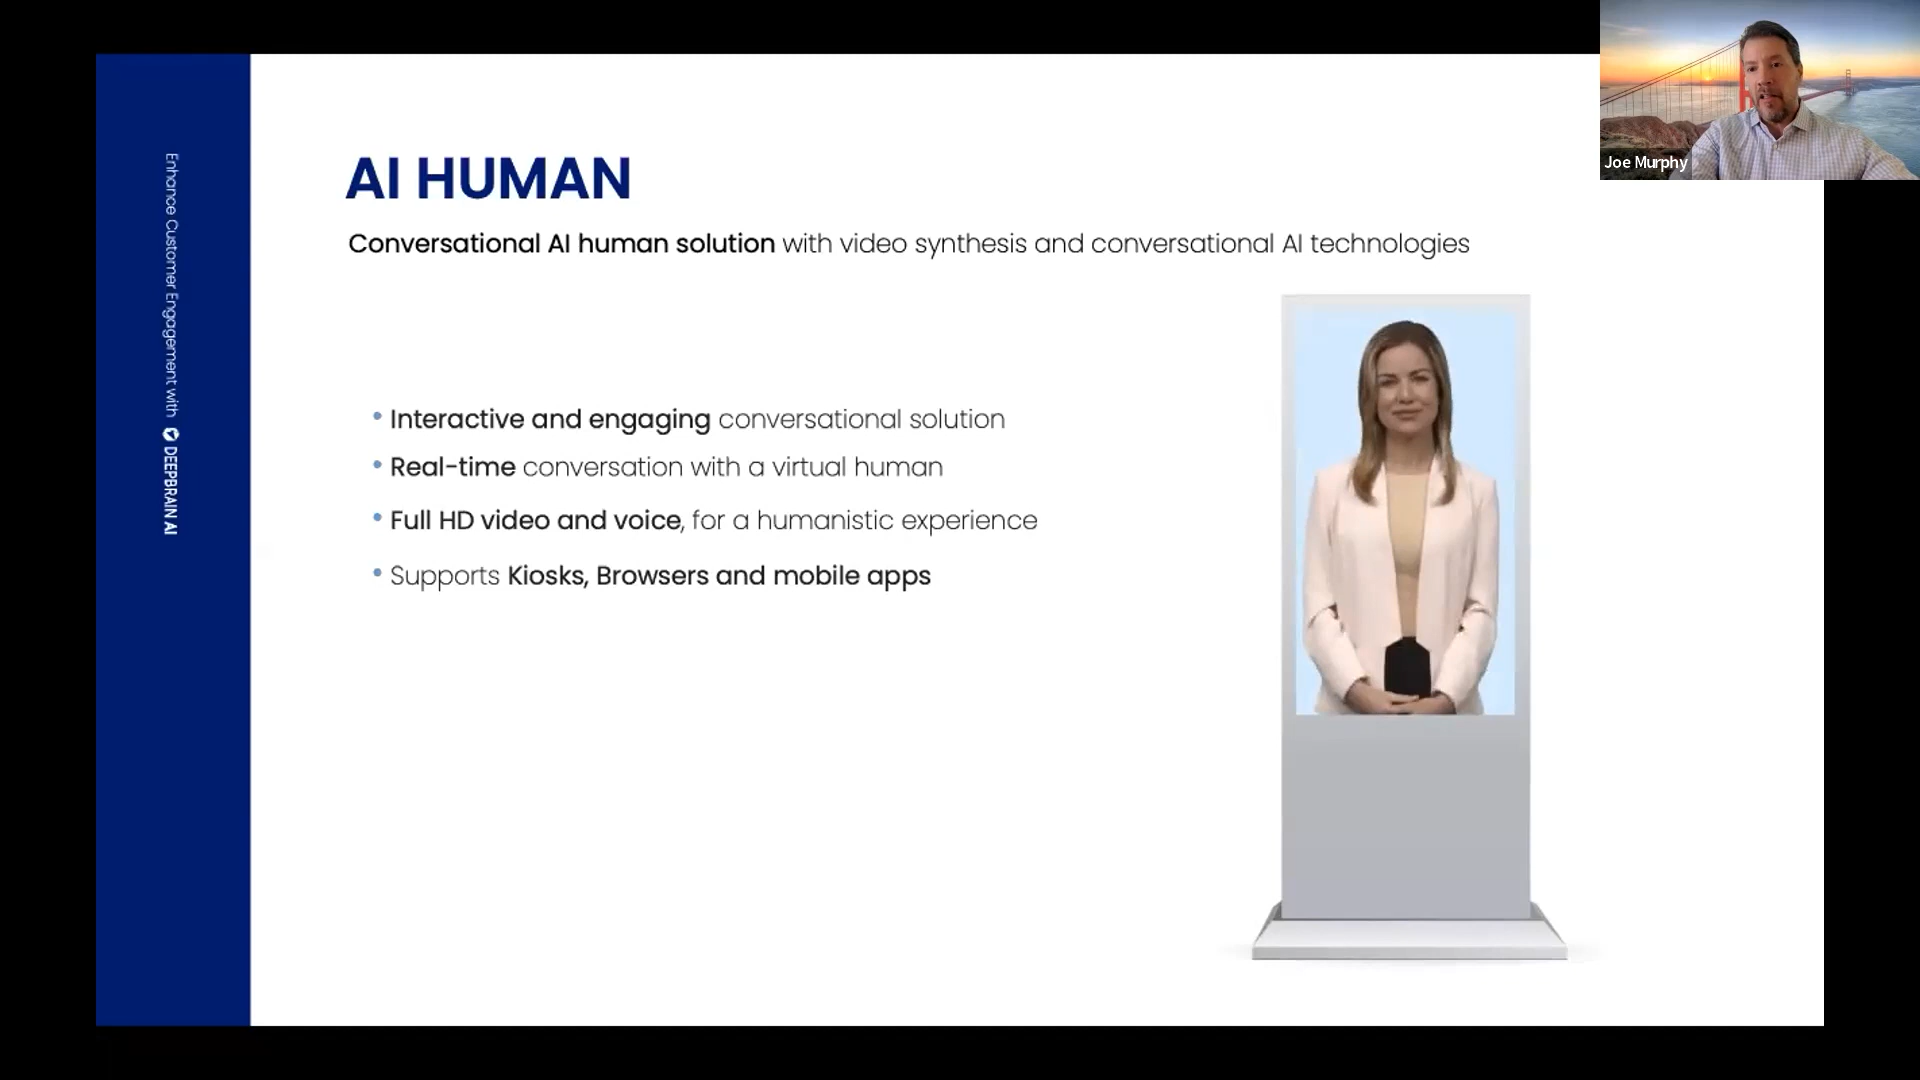 Enhance Customer Engagement with DEEPBRAIN AI
AI HUMAN
Conversational AI human solution with video synthesis and conversational AI technologies
• Interactive and engaging conversational solution
• Real-time conversation with a virtual human
• Full HD video and voice, for a humanistic experience
• Supports Kiosks, Browsers and mobile apps
Joe Murphy